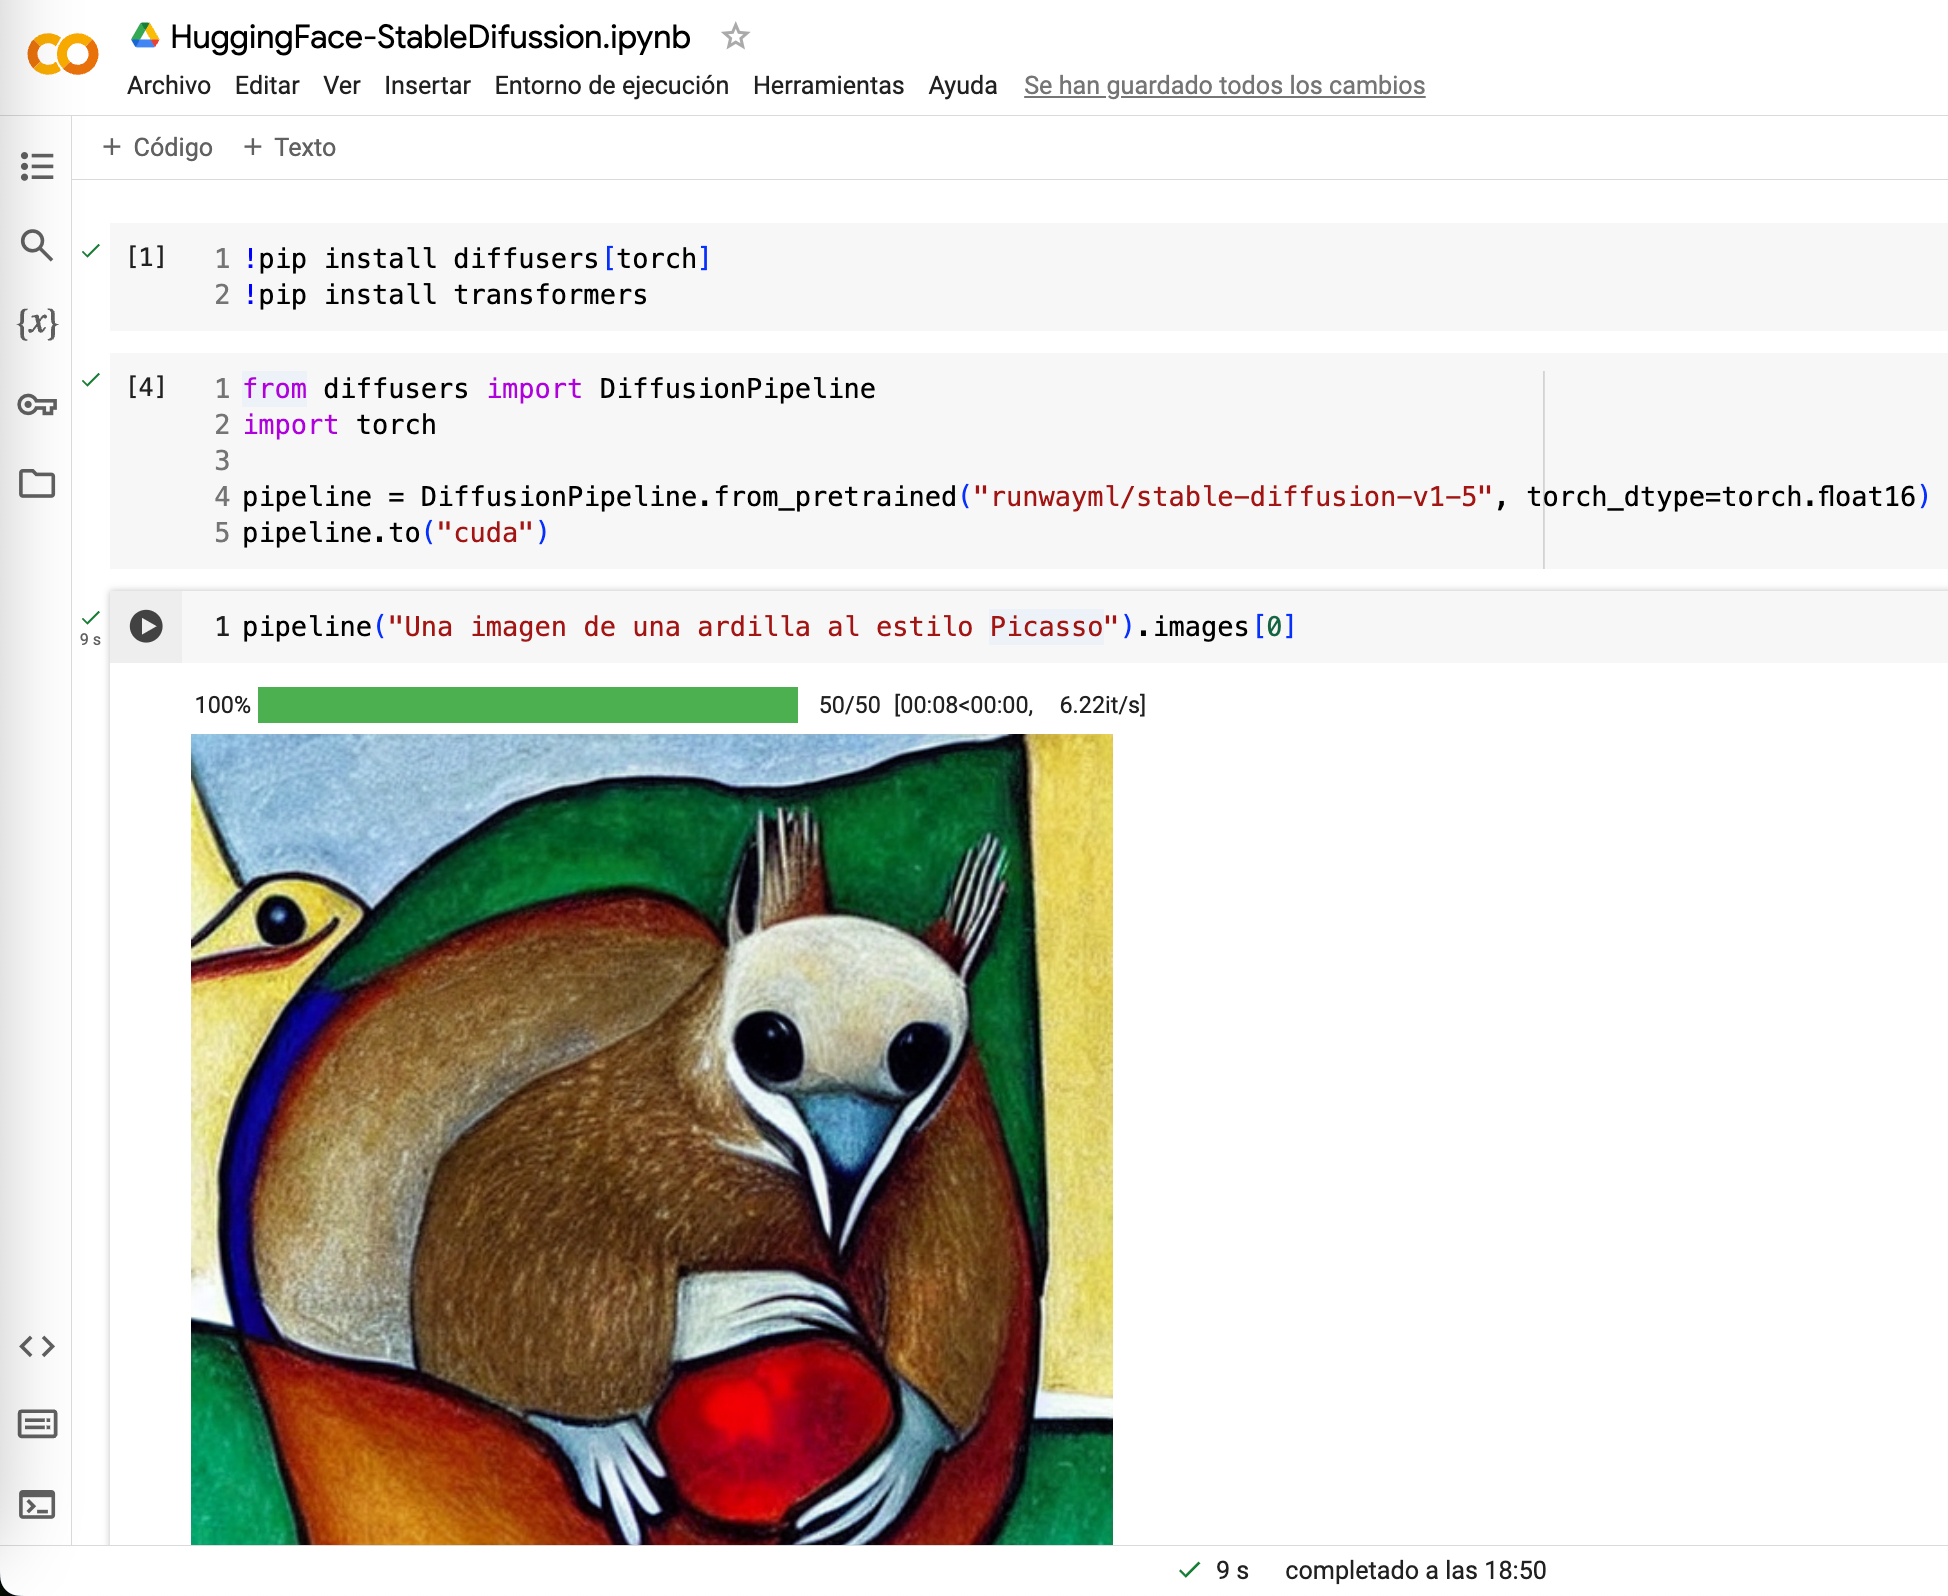 HuggingFace-StableDifussion.ipynb
Archivo Editar Ver Insertar Entorno de ejecución Herramientas Ayuda Se han guardado todos los cambios
+ Código + Texto
[1] 1 !pip install diffusers[torch]
2 !pip install transformers
{x}
[4] 1 from diffusers import DiffusionPipeline
2 import torch
3
4 pipeline = DiffusionPipeline.from_pretrained("runwayml/stable-diffusion-v1-5", torch_dtype=torch.float16)
5 pipeline.to("cuda")
9 s
1 pipeline("Una imagen de una ardilla al estilo Picasso").images[0]
100% 50/50 [00:08<00:00, 6.22it/s]
9 s completado a las 18:50